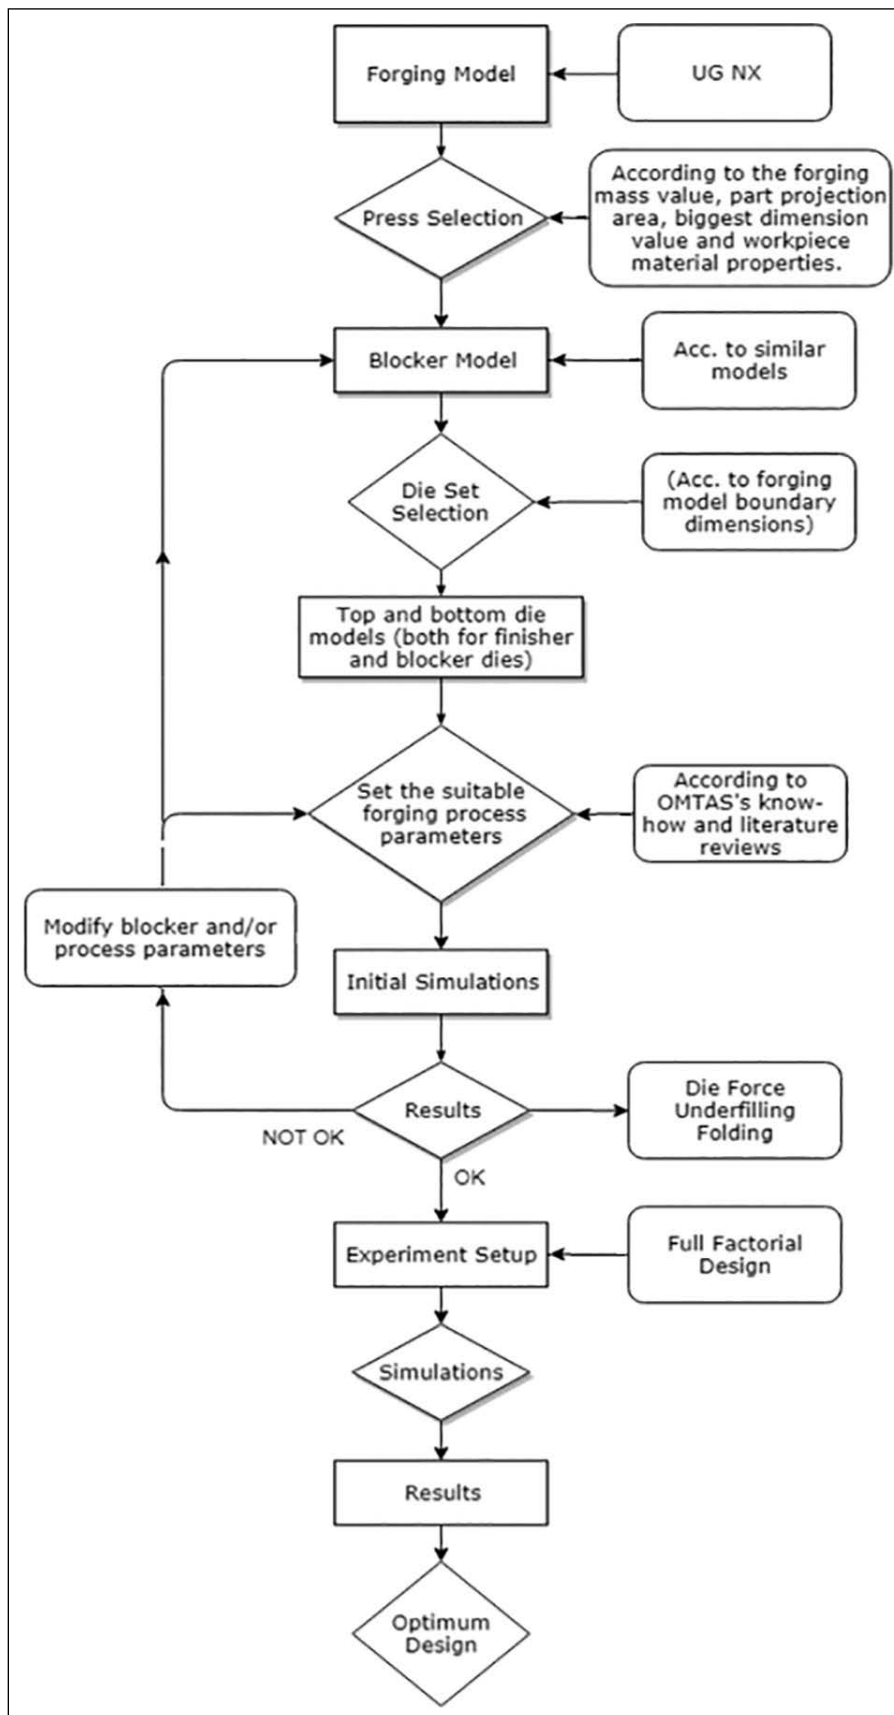 Forging Model
UG NX
Press Selection
According to the forging
mass value, part projection
area, biggest dimension
value and workpiece
material properties.
Blocker Model
Acc. to similar
models
Die Set
Selection
(Acc. to forging
model boundary
dimensions)
Top and bottom die
models (both for finisher
and blocker dies)
Set the suitable
forging process
parameters
According to
OMTAS's know-
how and literature
reviews
Modify blocker and/or
process parameters
Initial Simulations
Results
Die Force
Underfilling
Folding
NOT OK
OK
Experiment Setup
Full Factorial
Design
Simulations
Results
Optimum
Design